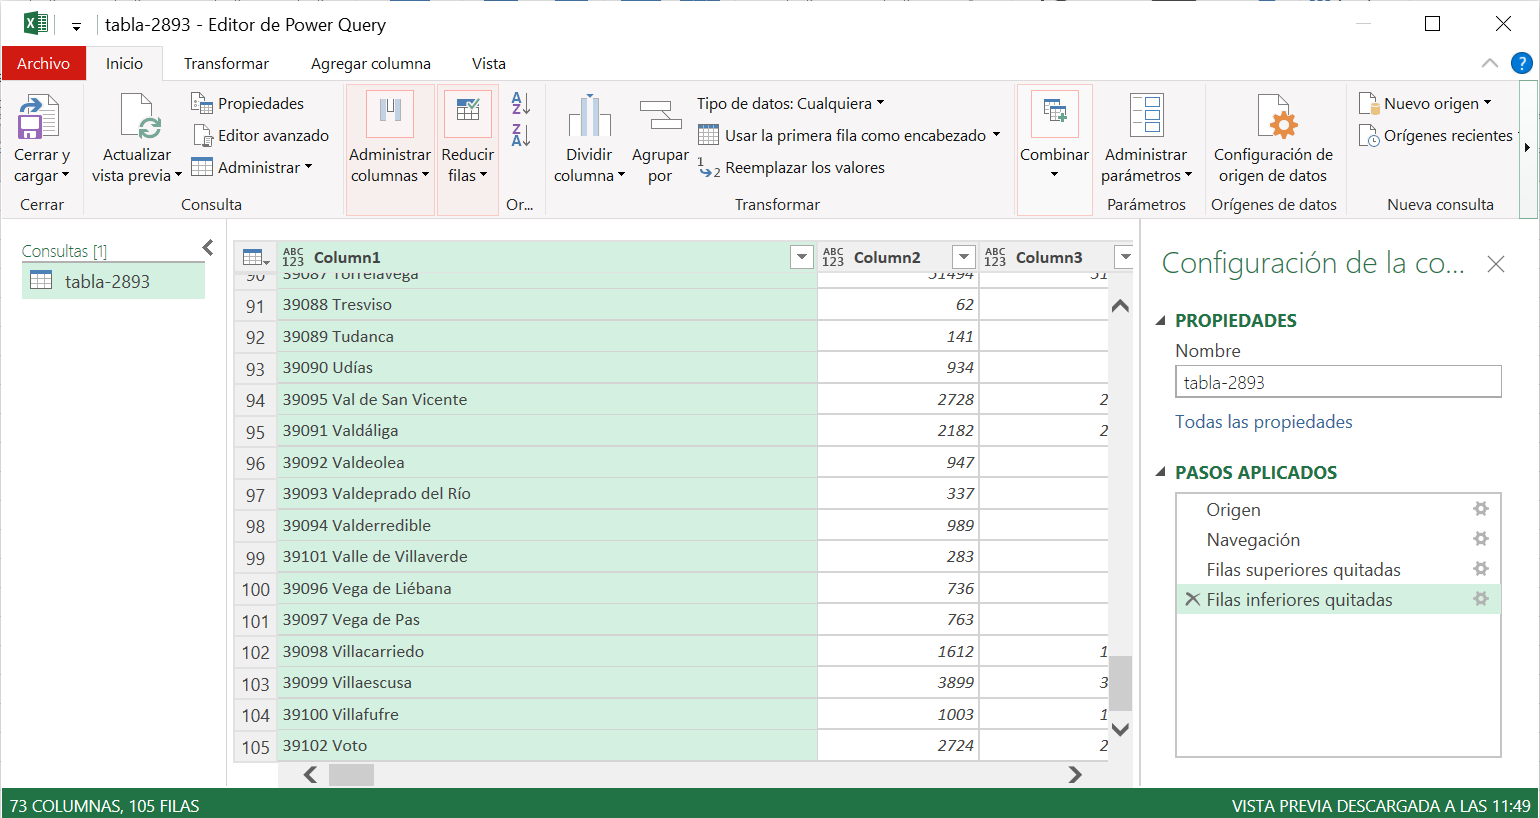 tabla-2893 - Editor de Power Query
Archivo Inicio Transformar Agregar columna Vista
Cerrar y cargar
Cerrar
Actualizar vista previa
Propiedades
Editor avanzado
Administrar
Consulta
Administrar columnas
Reducir filas
A Z
Z A
Or...
Dividir columna
Agrupar por
Tipo de datos: Cualquiera
Usar la primera fila como encabezado
1 2 Reemplazar los valores
Transformar
Combinar
Administrar parámetros
Parámetros
Configuración de origen de datos
Orígenes de datos
Nuevo origen
Orígenes recientes
Nueva consulta
Consultas [1]
tabla-2893
ABC 123 Column1 ABC 123 Column2 ABC 123 Column3
90 39087 Torrelavega 51494 51
91 39088 Tresviso 62
92 39089 Tudanca 141
93 39090 Udías 934
94 39095 Val de San Vicente 2728 2
95 39091 Valdáliga 2182 2
96 39092 Valdeolea 947
97 39093 Valdeprado del Río 337
98 39094 Valderredible 989
99 39101 Valle de Villaverde 283
100 39096 Vega de Liébana 736
101 39097 Vega de Pas 763
102 39098 Villacarriedo 1612 1
103 39099 Villaescusa 3899 3
104 39100 Villafufre 1003 1
105 39102 Voto 2724 2
Configuración de la co...
PROPIEDADES
Nombre
tabla-2893
Todas las propiedades
PASOS APLICADOS
Origen
Navegación
Filas superiores quitadas
Filas inferiores quitadas
73 COLUMNAS, 105 FILAS
VISTA PREVIA DESCARGADA A LAS 11:49